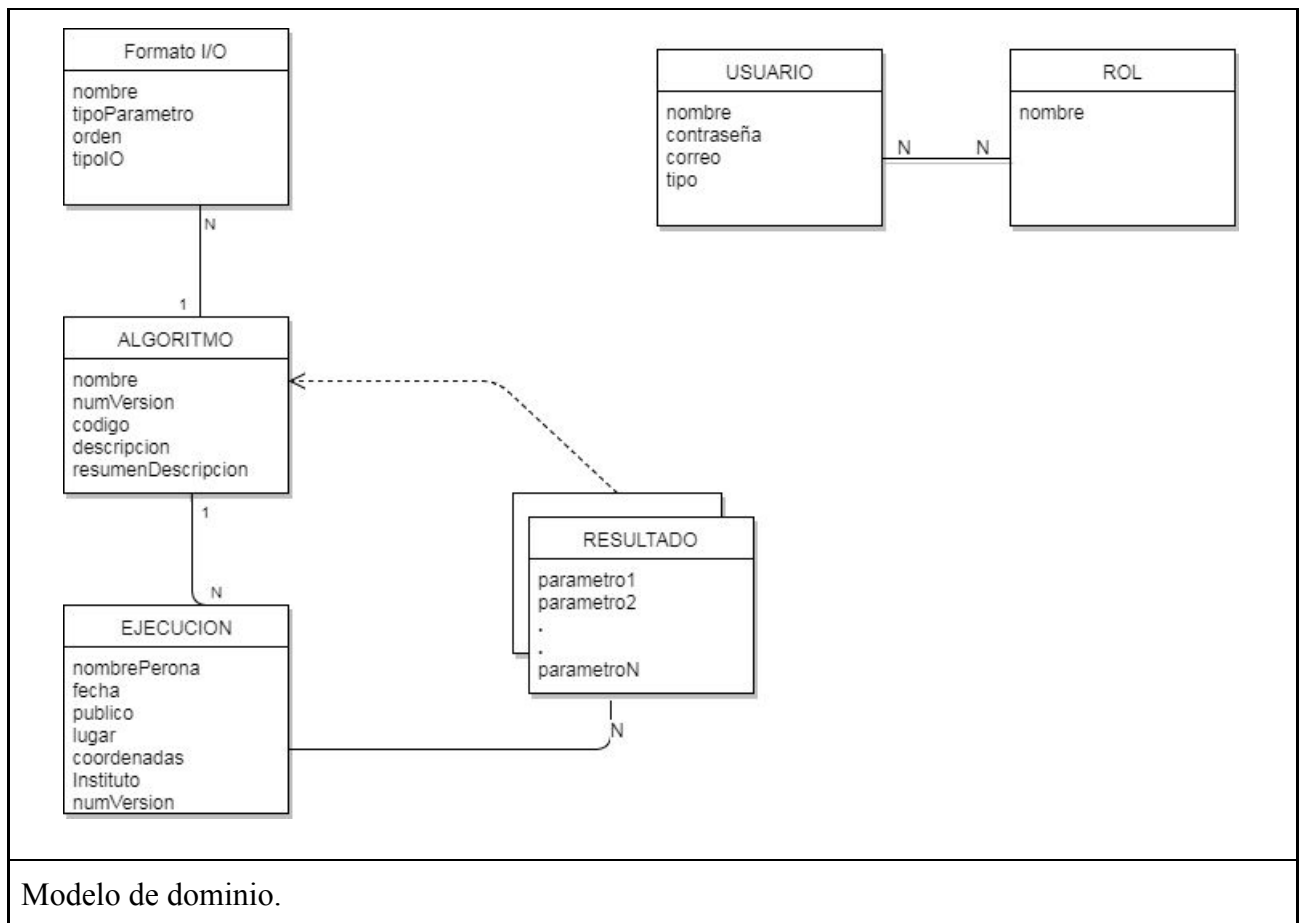 Formato I/O
nombre
tipoParametro
orden
tipoIO
N
1
ALGORITMO
nombre
numVersion
codigo
descripcion
resumenDescripcion
1
N
EJECUCION
nombrePerona
fecha
publico
lugar
coordenadas
Instituto
numVersion
RESULTADO
parametro1
parametro2
.
.
parametroN
N
USUARIO
nombre
contraseña
correo
tipo
N N
ROL
nombre
Modelo de dominio.